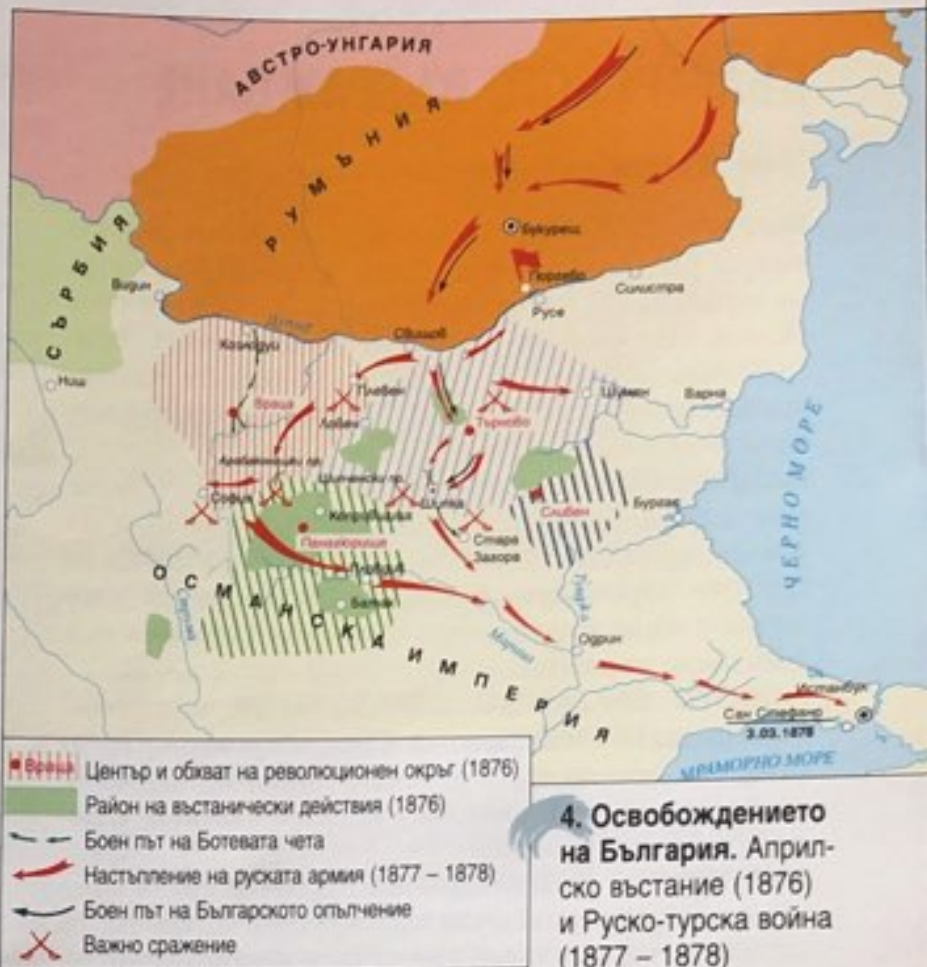 АВСТРО-УНГАРИЯ
РУМЪНИЯ
СЪРБИЯ
Букурещ
Гюргево
Силистра
Русе
Видин
Дунав
Свищов
Козлодуй
Ниш
Плевен
Шумен
Варна
Враца
Ловеч
Търново
Арабаконашки пр.
Шипченски пр.
София
Шипка
Сливен
Бургас
Копривщица
Стара
Загора
Панагюрище
Пловдив
Батак
ОСМАНСКА ИМПЕРИЯ
Струма
Марица
Тунджа
Одрин
ЧЕРНО МОРЕ
Истанбул
Сан Стефано
3.03.1878
МРАМОРНО МОРЕ
Враца Център и обхват на революционен окръг (1876)
Район на въстанически действия (1876)
Боен път на Ботевата чета
Настъпление на руската армия (1877 – 1878)
Боен път на Българското опълчение
Важно сражение
4. Освобождението
на България. Април-
ско въстание (1876)
и Руско-турска война
(1877 – 1878)